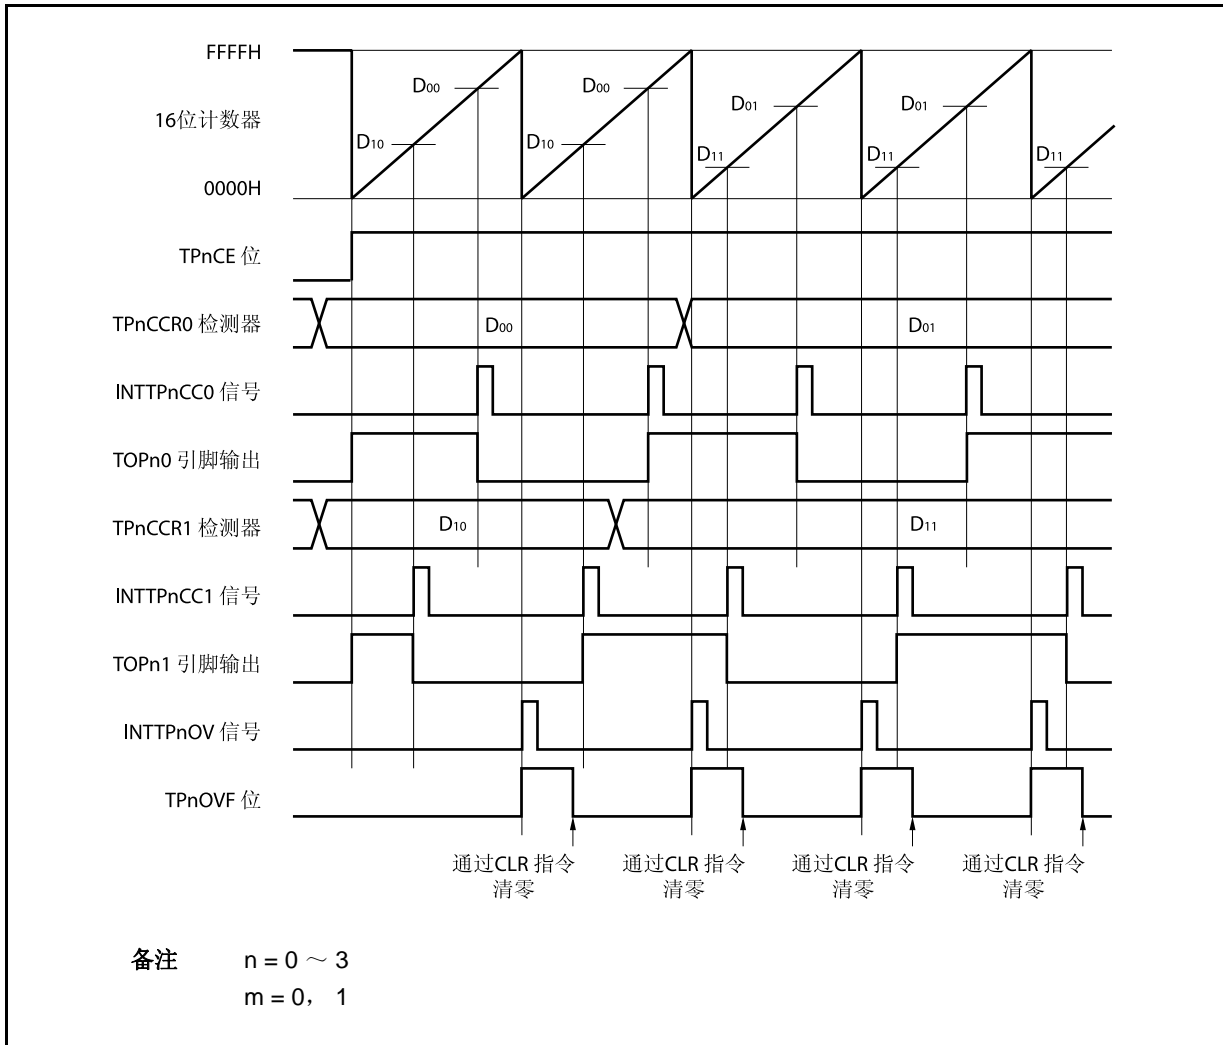 FFFFH
D00
D00
D01
D01
16位计数器
D10
D10
D11
D11
D11
0000H
TPnCE 位
TPnCCR0 检测器
D00
D01
INTTPnCC0 信号
TOPn0 引脚输出
TPnCCR1 检测器
D10
D11
INTTPnCC1 信号
TOPn1 引脚输出
INTTPnOV 信号
TPnOVF 位
通过CLR 指令
清零
通过CLR 指令
清零
通过CLR 指令
清零
通过CLR 指令
清零
备注 n = 0 ～ 3
m = 0， 1